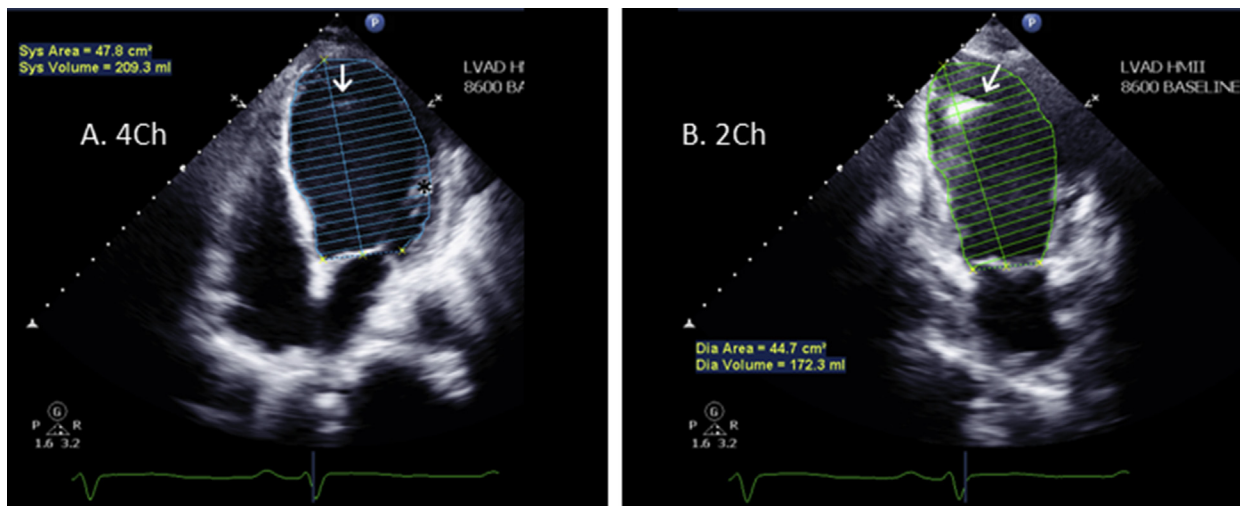 Sys Area = 47.8 cm²
Sys Volume = 209.3 ml
P
LVAD HI
8600 BA
A. 4Ch
*
G
P R
1.6 3.2
P
LVAD HMII
8600 BASELINE
B. 2Ch
Dia Area = 44.7 cm²
Dia Volume = 172.3 ml
G
P R
1.6 3.2